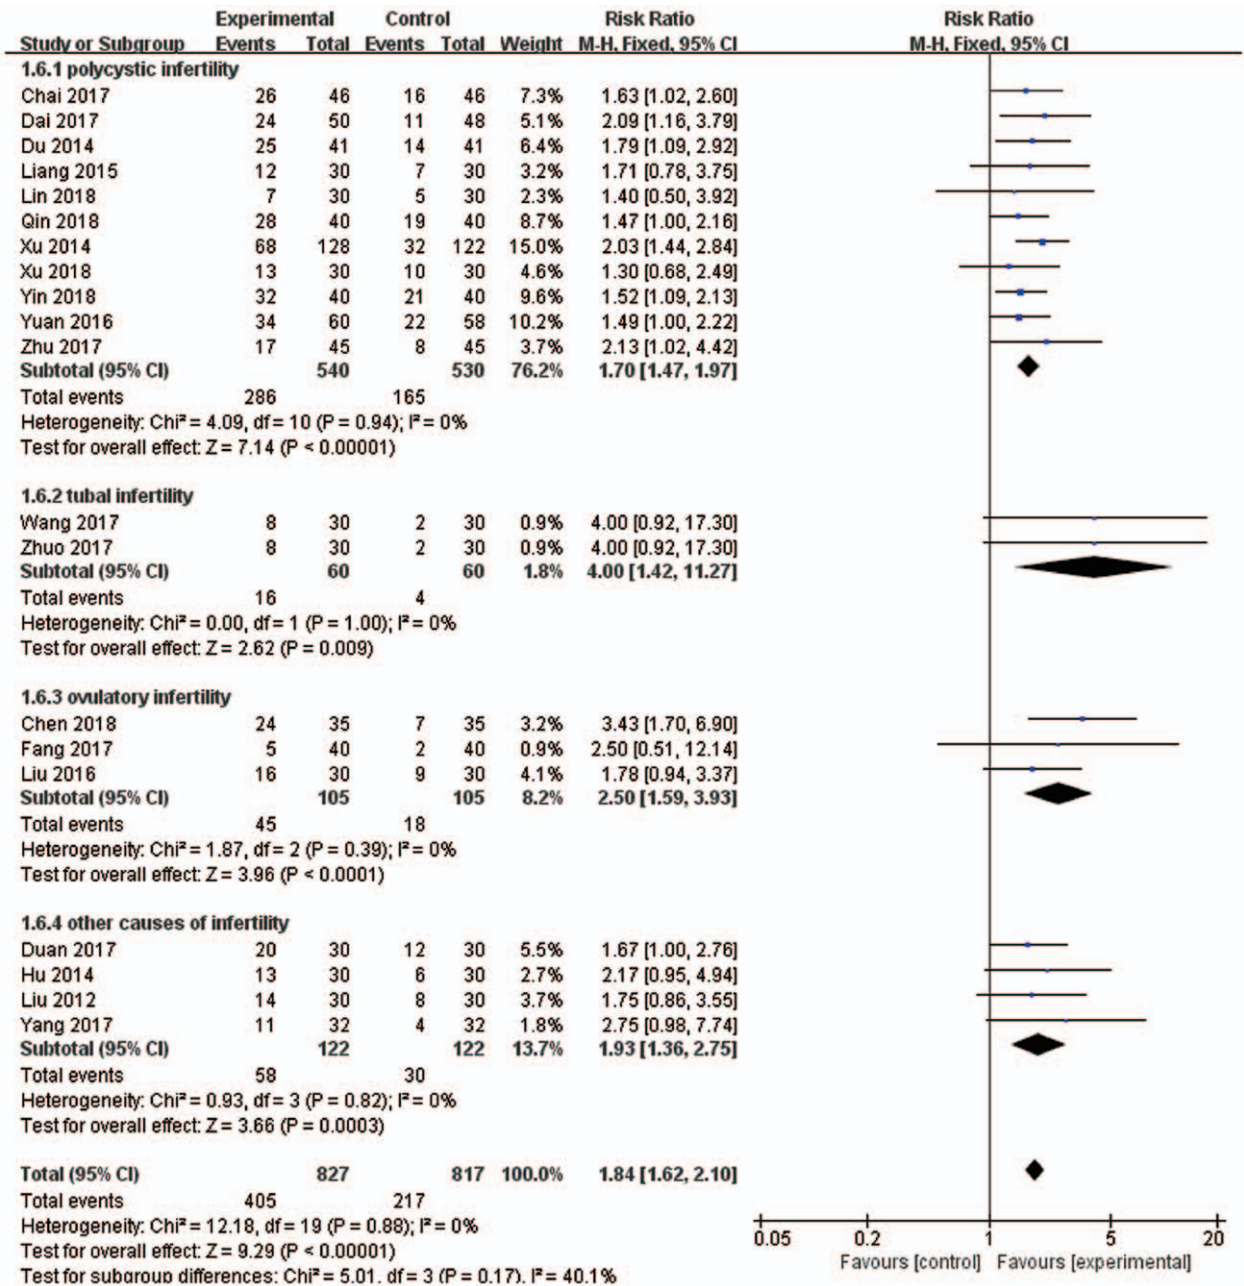 Experimental Control Risk Ratio Risk Ratio
Study or Subgroup Events Total Events Total Weight M-H, Fixed, 95% CI M-H, Fixed, 95% CI
1.6.1 polycystic infertility
Chai 2017 26 46 16 46 7.3% 1.63 [1.02, 2.60]
Dai 2017 24 50 11 48 5.1% 2.09 [1.16, 3.79]
Du 2014 25 41 14 41 6.4% 1.79 [1.09, 2.92]
Liang 2015 12 30 7 30 3.2% 1.71 [0.78, 3.75]
Lin 2018 7 30 5 30 2.3% 1.40 [0.50, 3.92]
Qin 2018 28 40 19 40 8.7% 1.47 [1.00, 2.16]
Xu 2014 68 128 32 122 15.0% 2.03 [1.44, 2.84]
Xu 2018 13 30 10 30 4.6% 1.30 [0.68, 2.49]
Yin 2018 32 40 21 40 9.6% 1.52 [1.09, 2.13]
Yuan 2016 34 60 22 58 10.2% 1.49 [1.00, 2.22]
Zhu 2017 17 45 8 45 3.7% 2.13 [1.02, 4.42]
Subtotal (95% CI) 540 530 76.2% 1.70 [1.47, 1.97]
Total events 286 165
Heterogeneity: Chi² = 4.09, df = 10 (P = 0.94); I² = 0%
Test for overall effect: Z = 7.14 (P < 0.00001)
1.6.2 tubal infertility
Wang 2017 8 30 2 30 0.9% 4.00 [0.92, 17.30]
Zhuo 2017 8 30 2 30 0.9% 4.00 [0.92, 17.30]
Subtotal (95% CI) 60 60 1.8% 4.00 [1.42, 11.27]
Total events 16 4
Heterogeneity: Chi² = 0.00, df = 1 (P = 1.00); I² = 0%
Test for overall effect: Z = 2.62 (P = 0.009)
1.6.3 ovulatory infertility
Chen 2018 24 35 7 35 3.2% 3.43 [1.70, 6.90]
Fang 2017 5 40 2 40 0.9% 2.50 [0.51, 12.14]
Liu 2016 16 30 9 30 4.1% 1.78 [0.94, 3.37]
Subtotal (95% CI) 105 105 8.2% 2.50 [1.59, 3.93]
Total events 45 18
Heterogeneity: Chi² = 1.87, df = 2 (P = 0.39); I² = 0%
Test for overall effect: Z = 3.96 (P < 0.0001)
1.6.4 other causes of infertility
Duan 2017 20 30 12 30 5.5% 1.67 [1.00, 2.76]
Hu 2014 13 30 6 30 2.7% 2.17 [0.95, 4.94]
Liu 2012 14 30 8 30 3.7% 1.75 [0.86, 3.55]
Yang 2017 11 32 4 32 1.8% 2.75 [0.98, 7.74]
Subtotal (95% CI) 122 122 13.7% 1.93 [1.36, 2.75]
Total events 58 30
Heterogeneity: Chi² = 0.93, df = 3 (P = 0.82); I² = 0%
Test for overall effect: Z = 3.66 (P = 0.0003)
Total (95% CI) 827 817 100.0% 1.84 [1.62, 2.10]
Total events 405 217
Heterogeneity: Chi² = 12.18, df = 19 (P = 0.88); I² = 0%
Test for overall effect: Z = 9.29 (P < 0.00001)
Test for subgroup differences: Chi² = 5.01, df = 3 (P = 0.17), I² = 40.1%
0.05 0.2 1 5 20
Favours [control] Favours [experimental]